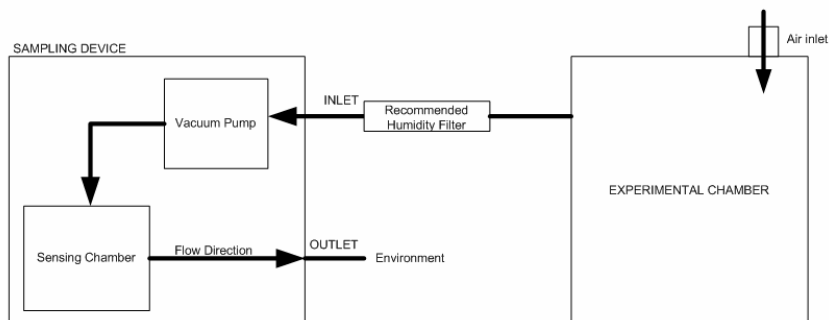 Air inlet
SAMPLING DEVICE
INLET
Recommended
Humidity Filter
Vacuum Pump
EXPERIMENTAL CHAMBER
OUTLET
Flow Direction
Sensing Chamber
Environment